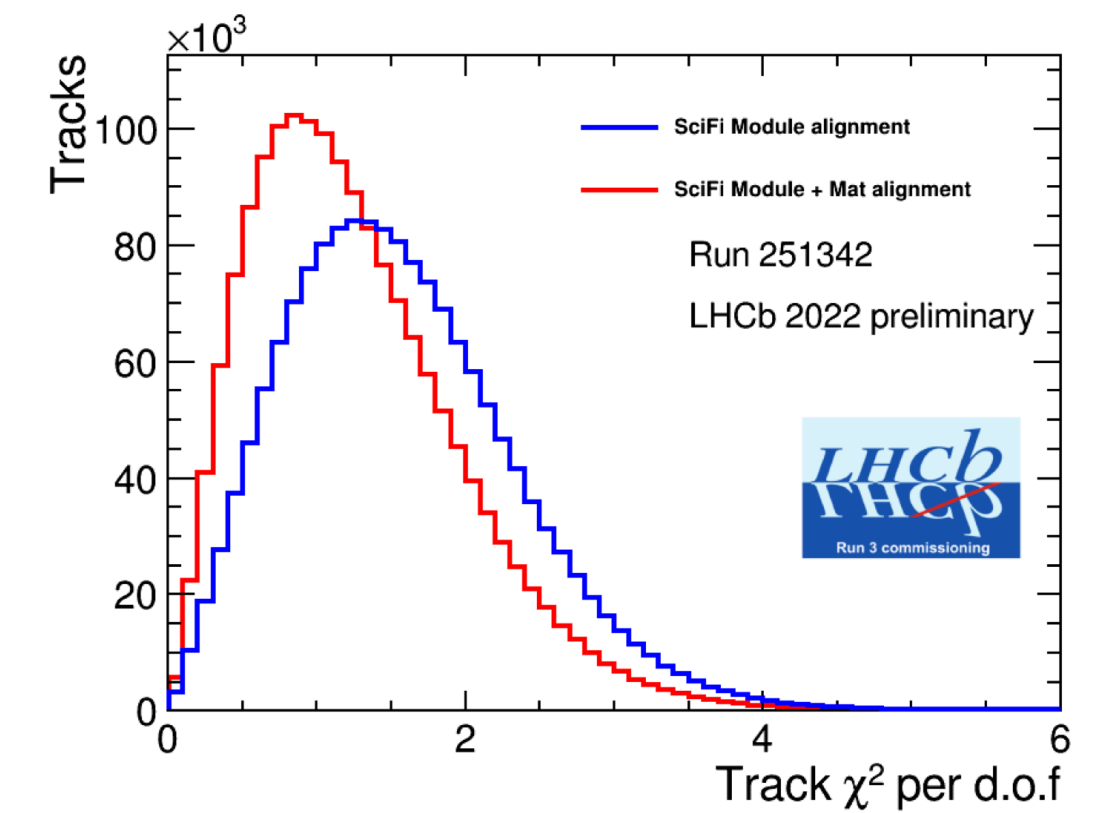 ×10³
Tracks
100
80
60
40
20
0
SciFi Module alignment
SciFi Module + Mat alignment
Run 251342
LHCb 2022 preliminary
LHCb
LHCb
Run 3 commissioning
0 2 4 6
Track χ² per d.o.f